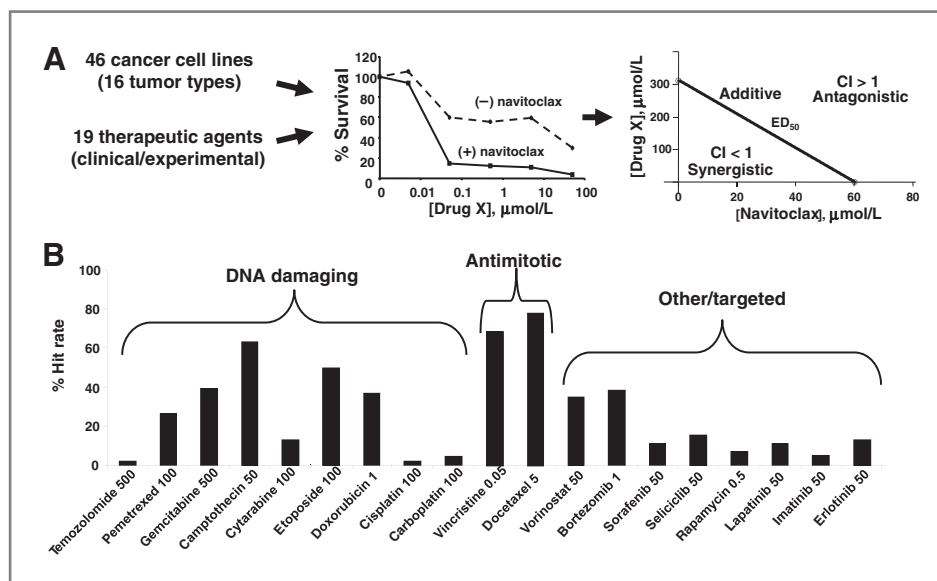 A
46 cancer cell lines
(16 tumor types)
19 therapeutic agents
(clinical/experimental)
% Survival
120
100
80
60
40
20
0
(–) navitoclax
(+) navitoclax
0
0.01
0.1
1
10
100
[Drug X], μmol/L
[Drug X], μmol/L
300
200
100
Additive
ED50
CI > 1
Antagonistic
CI < 1
Synergistic
0
20
40
60
80
[Navitoclax], μmol/L
B
% Hit rate
100
80
60
40
20
0
DNA damaging
Antimitotic
Other/targeted
Temozolomide 500
Pemetrexed 100
Gemcitabine 500
Camptothecin 50
Cytarabine 100
Etoposide 100
Doxorubicin 1
Cisplatin 100
Carboplatin 100
Vincristine 0.05
Docetaxel 5
Vorinostat 50
Bortezomib 1
Sorafenib 50
Seliciclib 50
Rapamycin 0.5
Lapatinib 50
Imatinib 50
Erlotinib 50